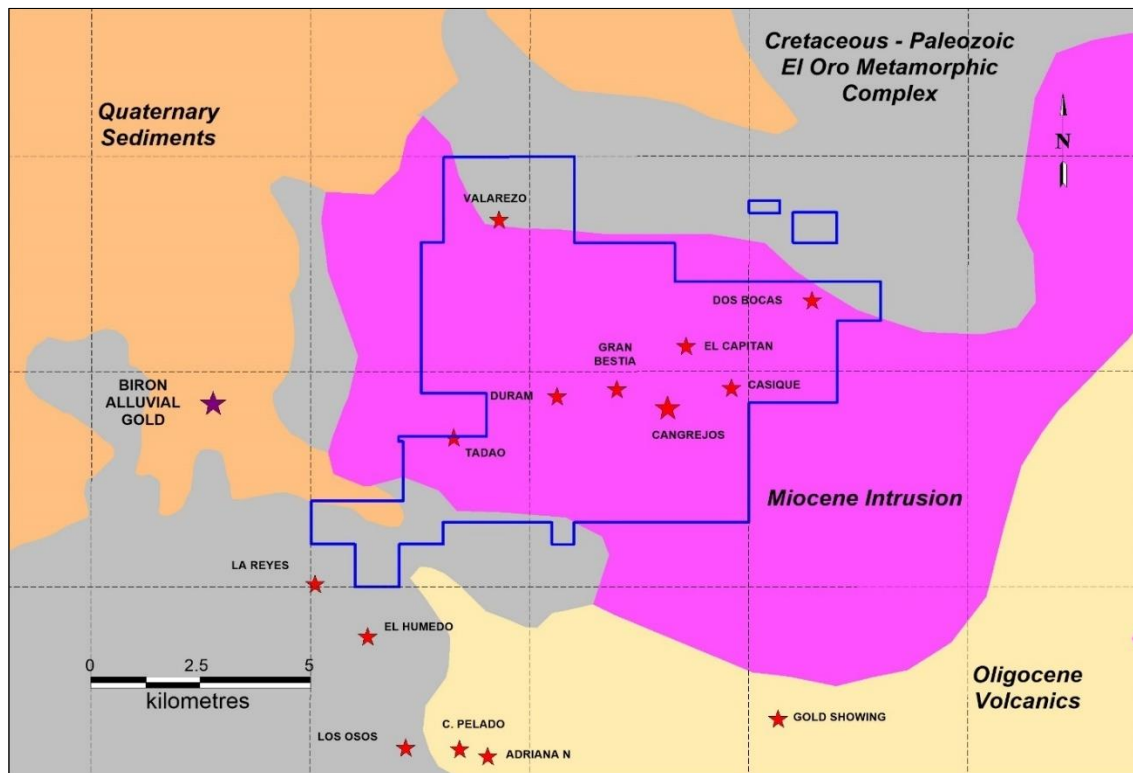 Cretaceous - Paleozoic
El Oro Metamorphic
Complex
Quaternary
Sediments
N
VALAREZO
DOS BOCAS
EL CAPITAN
GRAN
BESTIA
BIRON
ALLUVIAL
GOLD
DURAM
CASIQUE
CANGREJOS
TADAO
Miocene Intrusion
LA REYES
EL HUMEDO
0 2.5 5
kilometres
Oligocene
Volcanics
GOLD SHOWING
LOS OSOS
C. PELADO
ADRIANA N